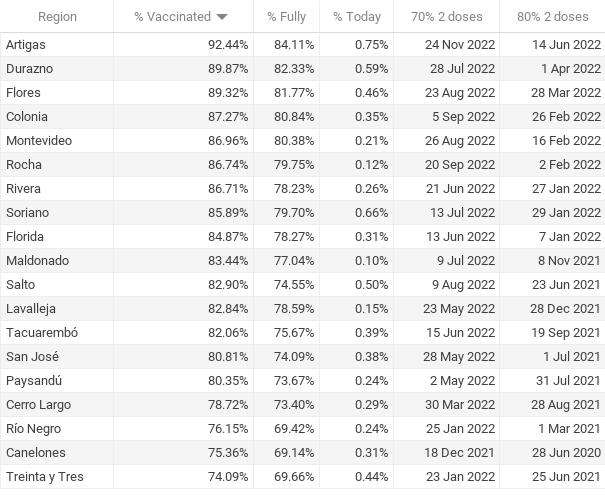 Region % Vaccinated % Fully % Today 70% 2 doses 80% 2 doses
Artigas 92.44% 84.11% 0.75% 24 Nov 2022 14 Jun 2022
Durazno 89.87% 82.33% 0.59% 28 Jul 2022 1 Apr 2022
Flores 89.32% 81.77% 0.46% 23 Aug 2022 28 Mar 2022
Colonia 87.27% 80.84% 0.35% 5 Sep 2022 26 Feb 2022
Montevideo 86.96% 80.38% 0.21% 26 Aug 2022 16 Feb 2022
Rocha 86.74% 79.75% 0.12% 20 Sep 2022 2 Feb 2022
Rivera 86.71% 78.23% 0.26% 21 Jun 2022 27 Jan 2022
Soriano 85.89% 79.70% 0.66% 13 Jul 2022 29 Jan 2022
Florida 84.87% 78.27% 0.31% 13 Jun 2022 7 Jan 2022
Maldonado 83.44% 77.04% 0.10% 9 Jul 2022 8 Nov 2021
Salto 82.90% 74.55% 0.50% 9 Aug 2022 23 Jun 2021
Lavalleja 82.84% 78.59% 0.15% 23 May 2022 28 Dec 2021
Tacuarembó 82.06% 75.67% 0.39% 15 Jun 2022 19 Sep 2021
San José 80.81% 74.09% 0.38% 28 May 2022 1 Jul 2021
Paysandú 80.35% 73.67% 0.24% 2 May 2022 31 Jul 2021
Cerro Largo 78.72% 73.40% 0.29% 30 Mar 2022 28 Aug 2021
Río Negro 76.15% 69.42% 0.24% 25 Jan 2022 1 Mar 2021
Canelones 75.36% 69.14% 0.31% 18 Dec 2021 28 Jun 2020
Treinta y Tres 74.09% 69.66% 0.44% 23 Jan 2022 25 Jun 2021